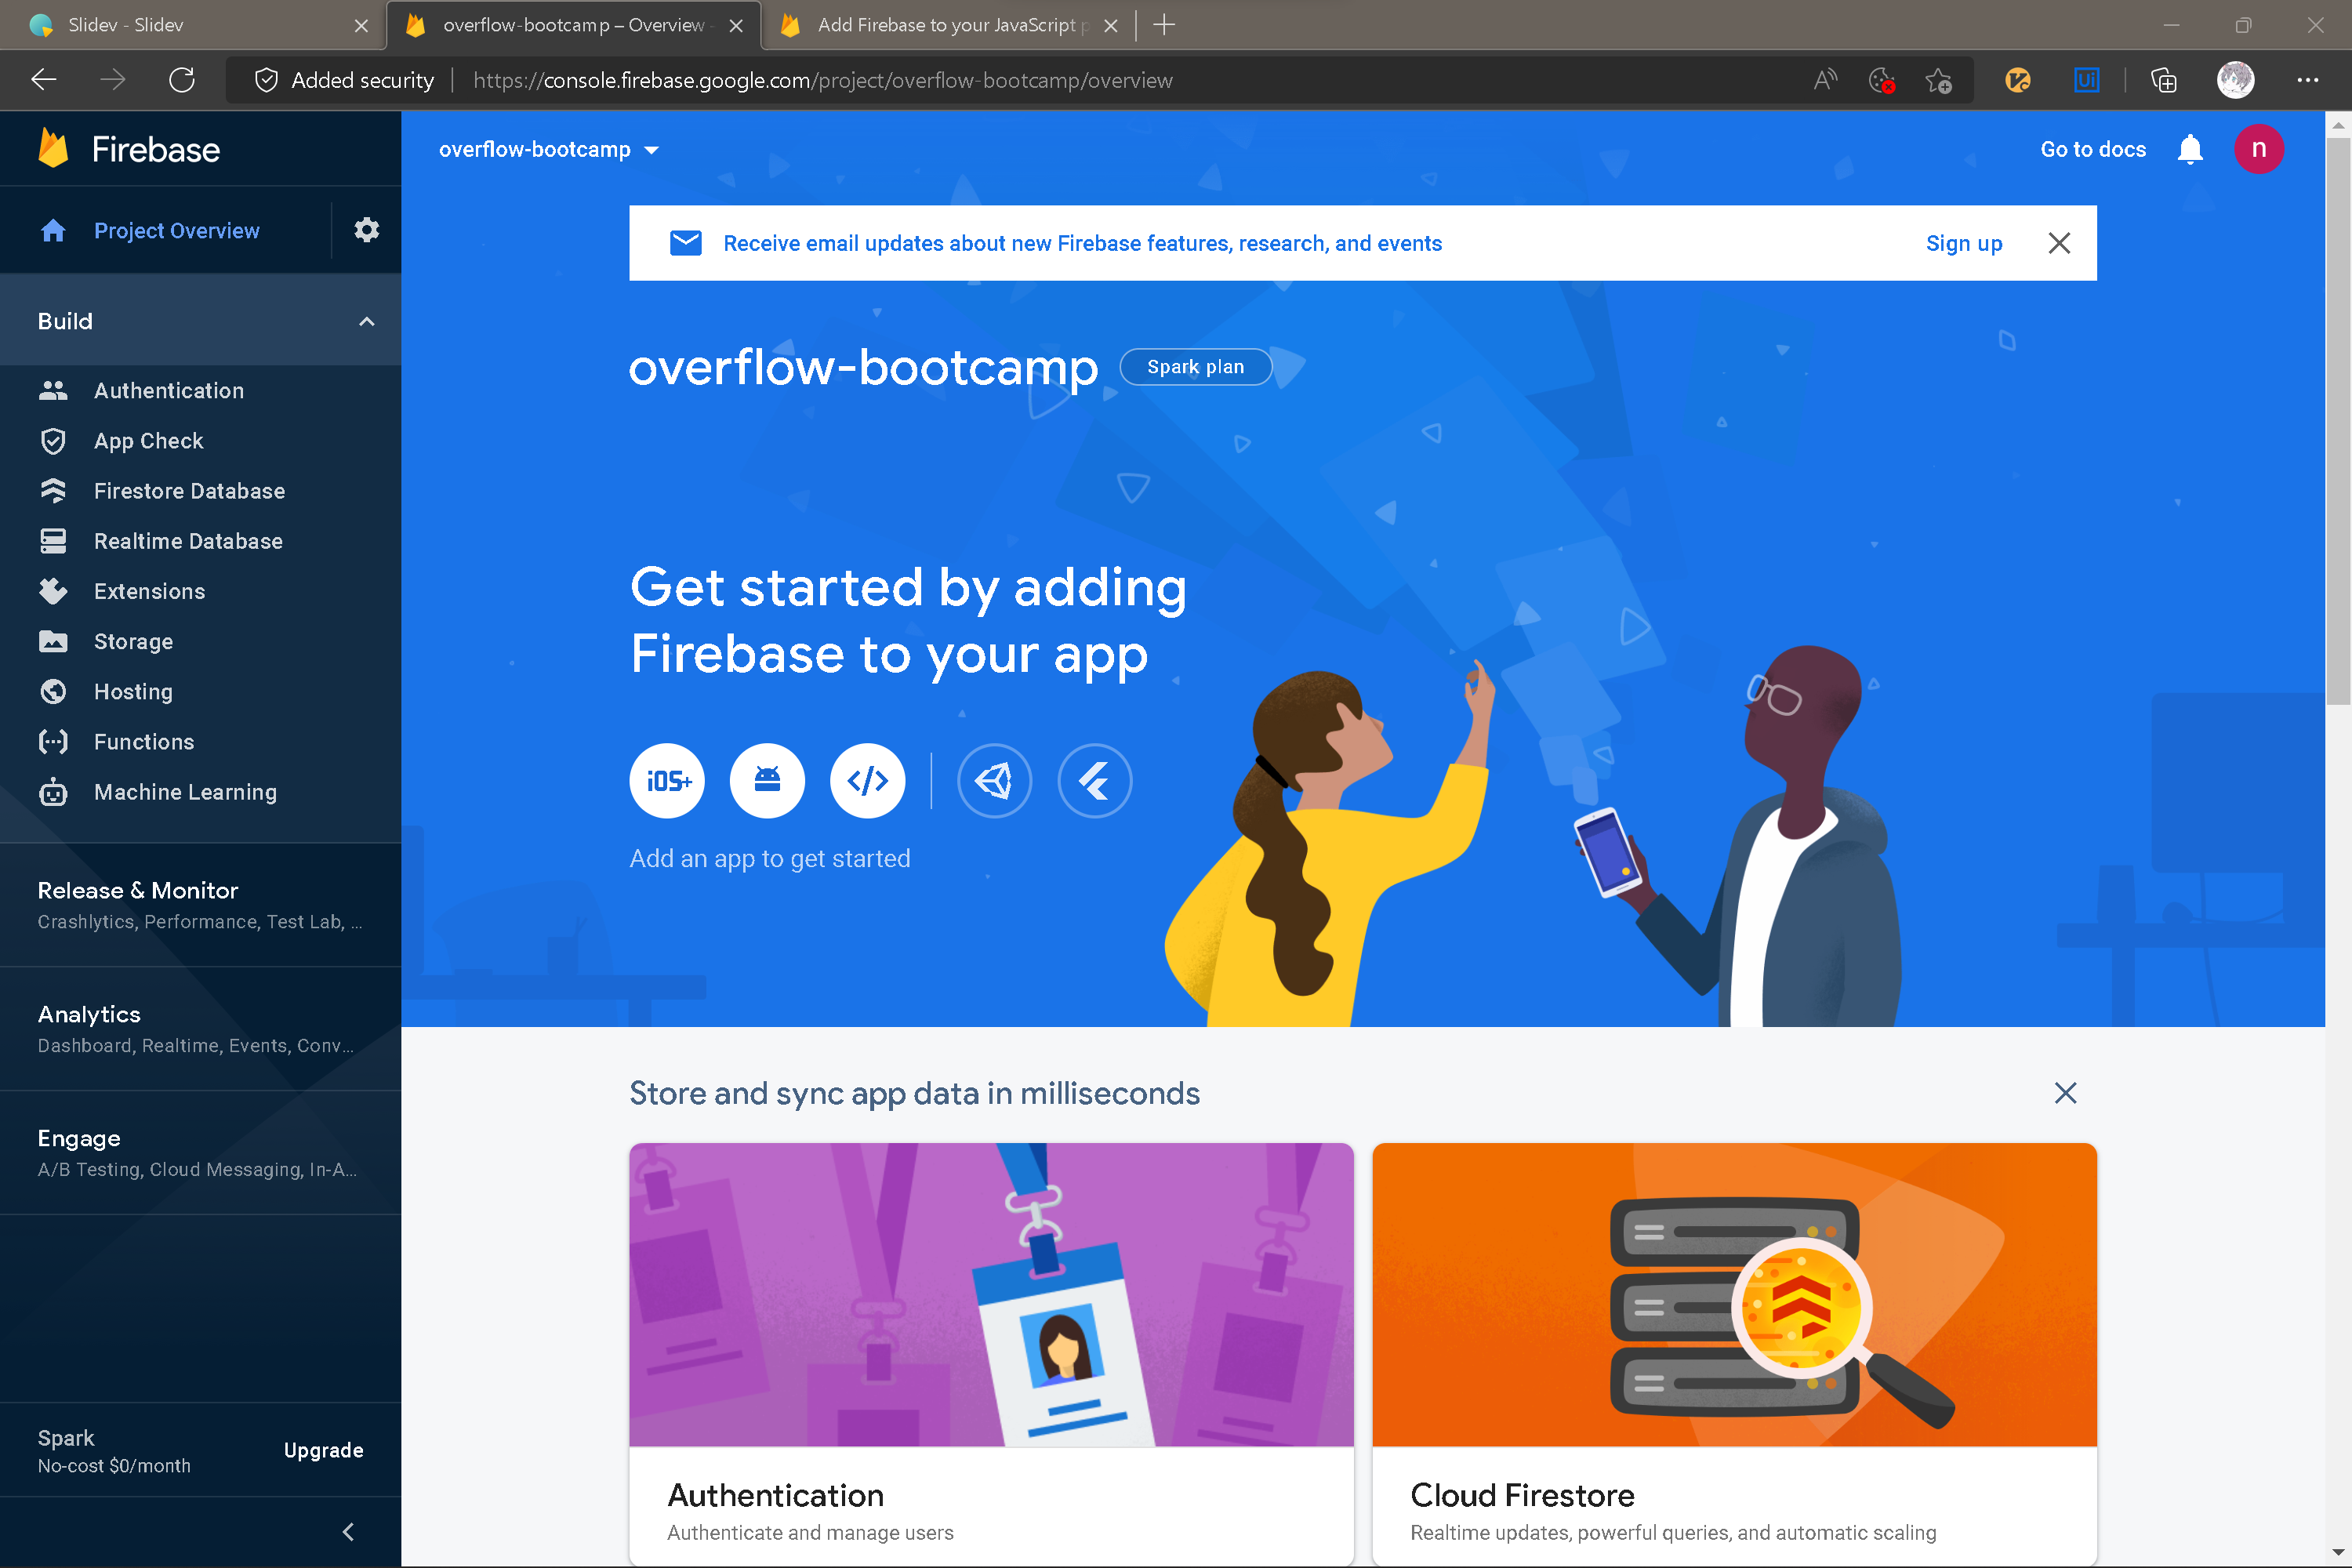 Slidev - Slidev
overflow-bootcamp – Overview -
Add Firebase to your JavaScript p
Added security
https://console.firebase.google.com/project/overflow-bootcamp/overview
Firebase
overflow-bootcamp
Go to docs
n
Project Overview
Receive email updates about new Firebase features, research, and events
Sign up
Build
overflow-bootcamp
Spark plan
Authentication
App Check
Firestore Database
Realtime Database
Extensions
Storage
Hosting
Functions
Machine Learning
Get started by adding
Firebase to your app
iOS+
Add an app to get started
Release & Monitor
Crashlytics, Performance, Test Lab, ...
Analytics
Dashboard, Realtime, Events, Conv...
Engage
A/B Testing, Cloud Messaging, In-A...
Store and sync app data in milliseconds
Spark
No-cost $0/month
Upgrade
Authentication
Authenticate and manage users
Cloud Firestore
Realtime updates, powerful queries, and automatic scaling